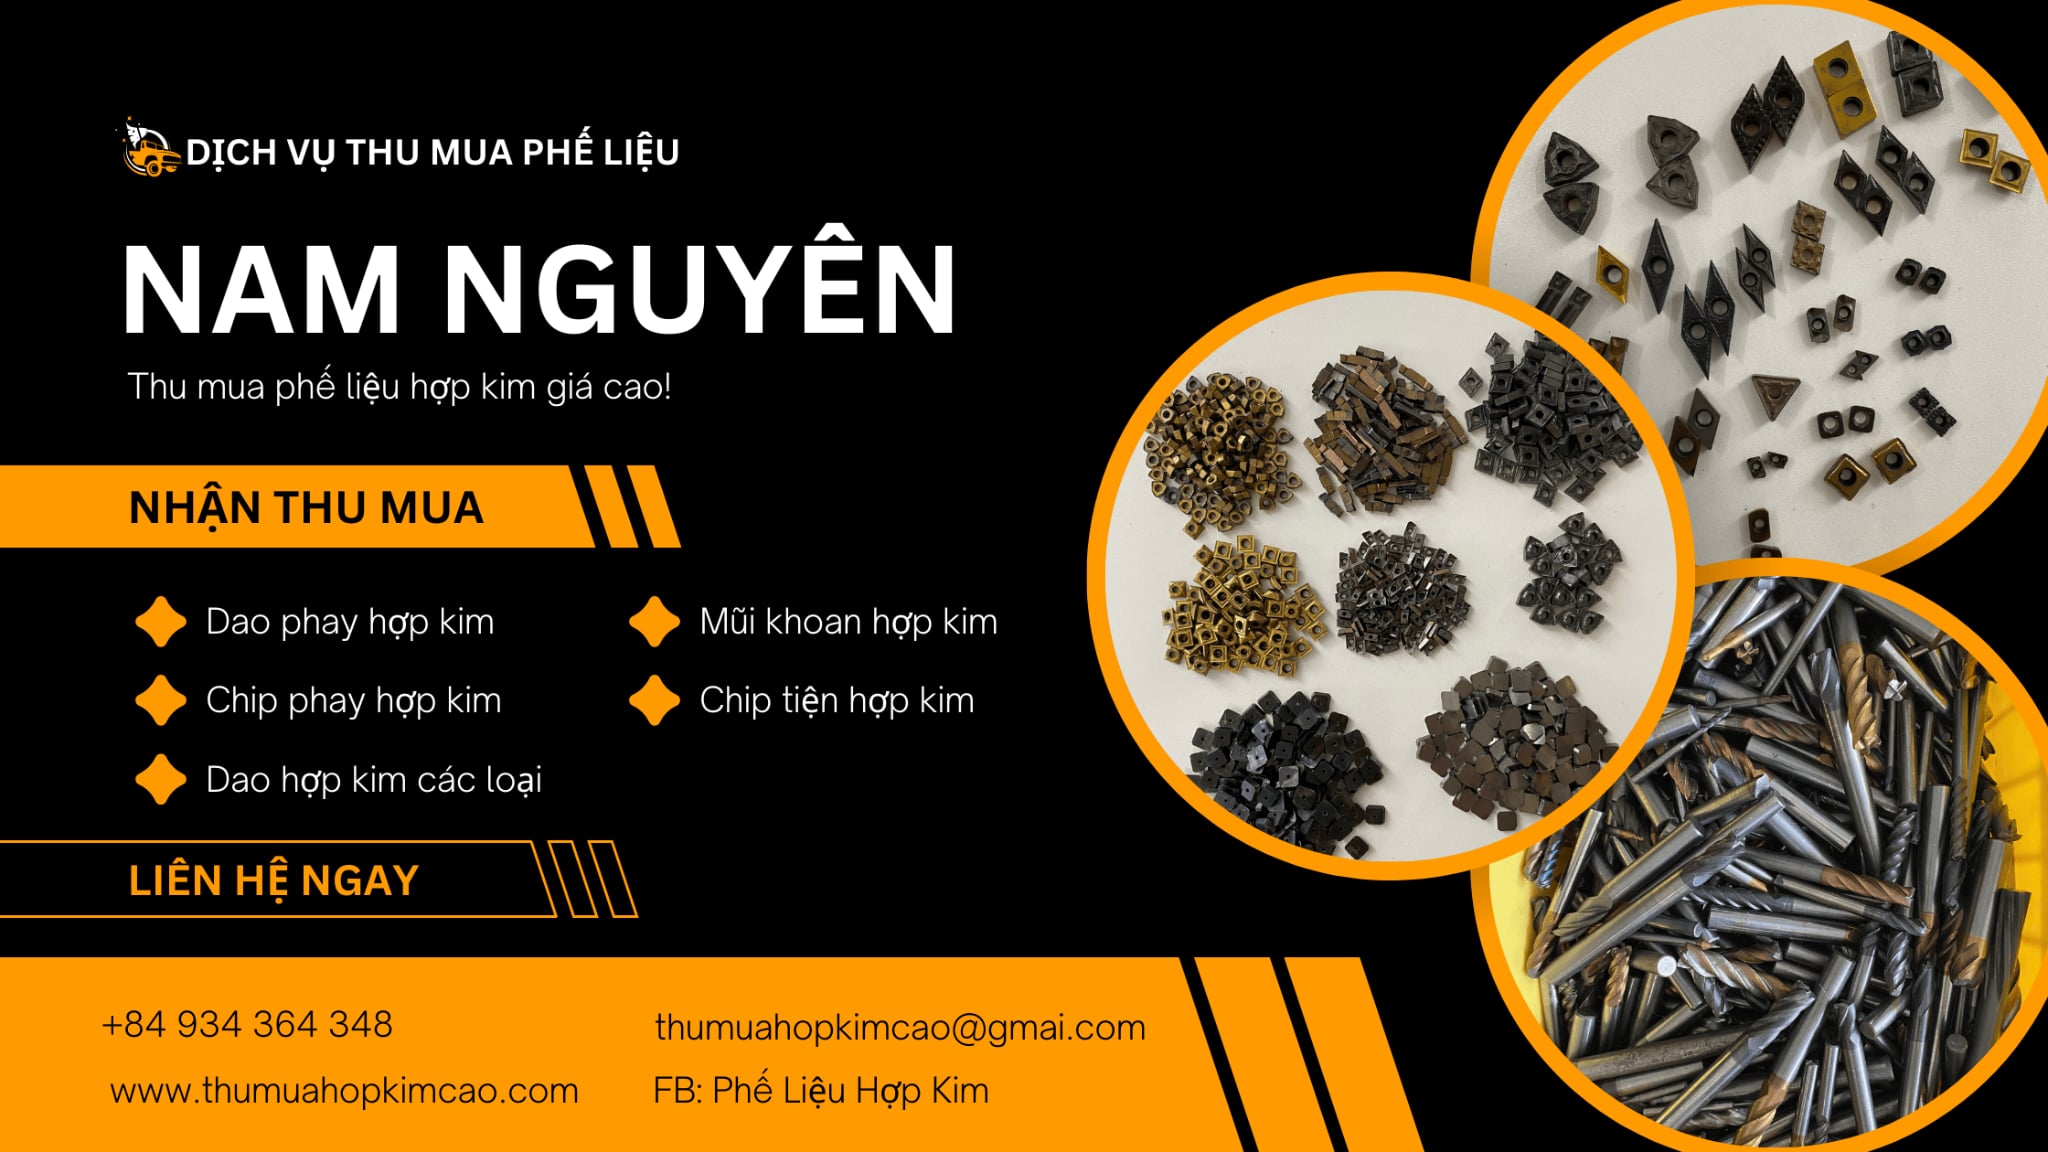 DỊCH VỤ THU MUA PHẾ LIỆU
NAM NGUYÊN
Thu mua phế liệu hợp kim giá cao!
NHẬN THU MUA
Dao phay hợp kim
Mũi khoan hợp kim
Chip phay hợp kim
Chip tiện hợp kim
Dao hợp kim các loại
LIÊN HỆ NGAY
+84 934 364 348
thumuahopkimcao@gmai.com
www.thumuahopkimcao.com
FB: Phế Liệu Hợp Kim